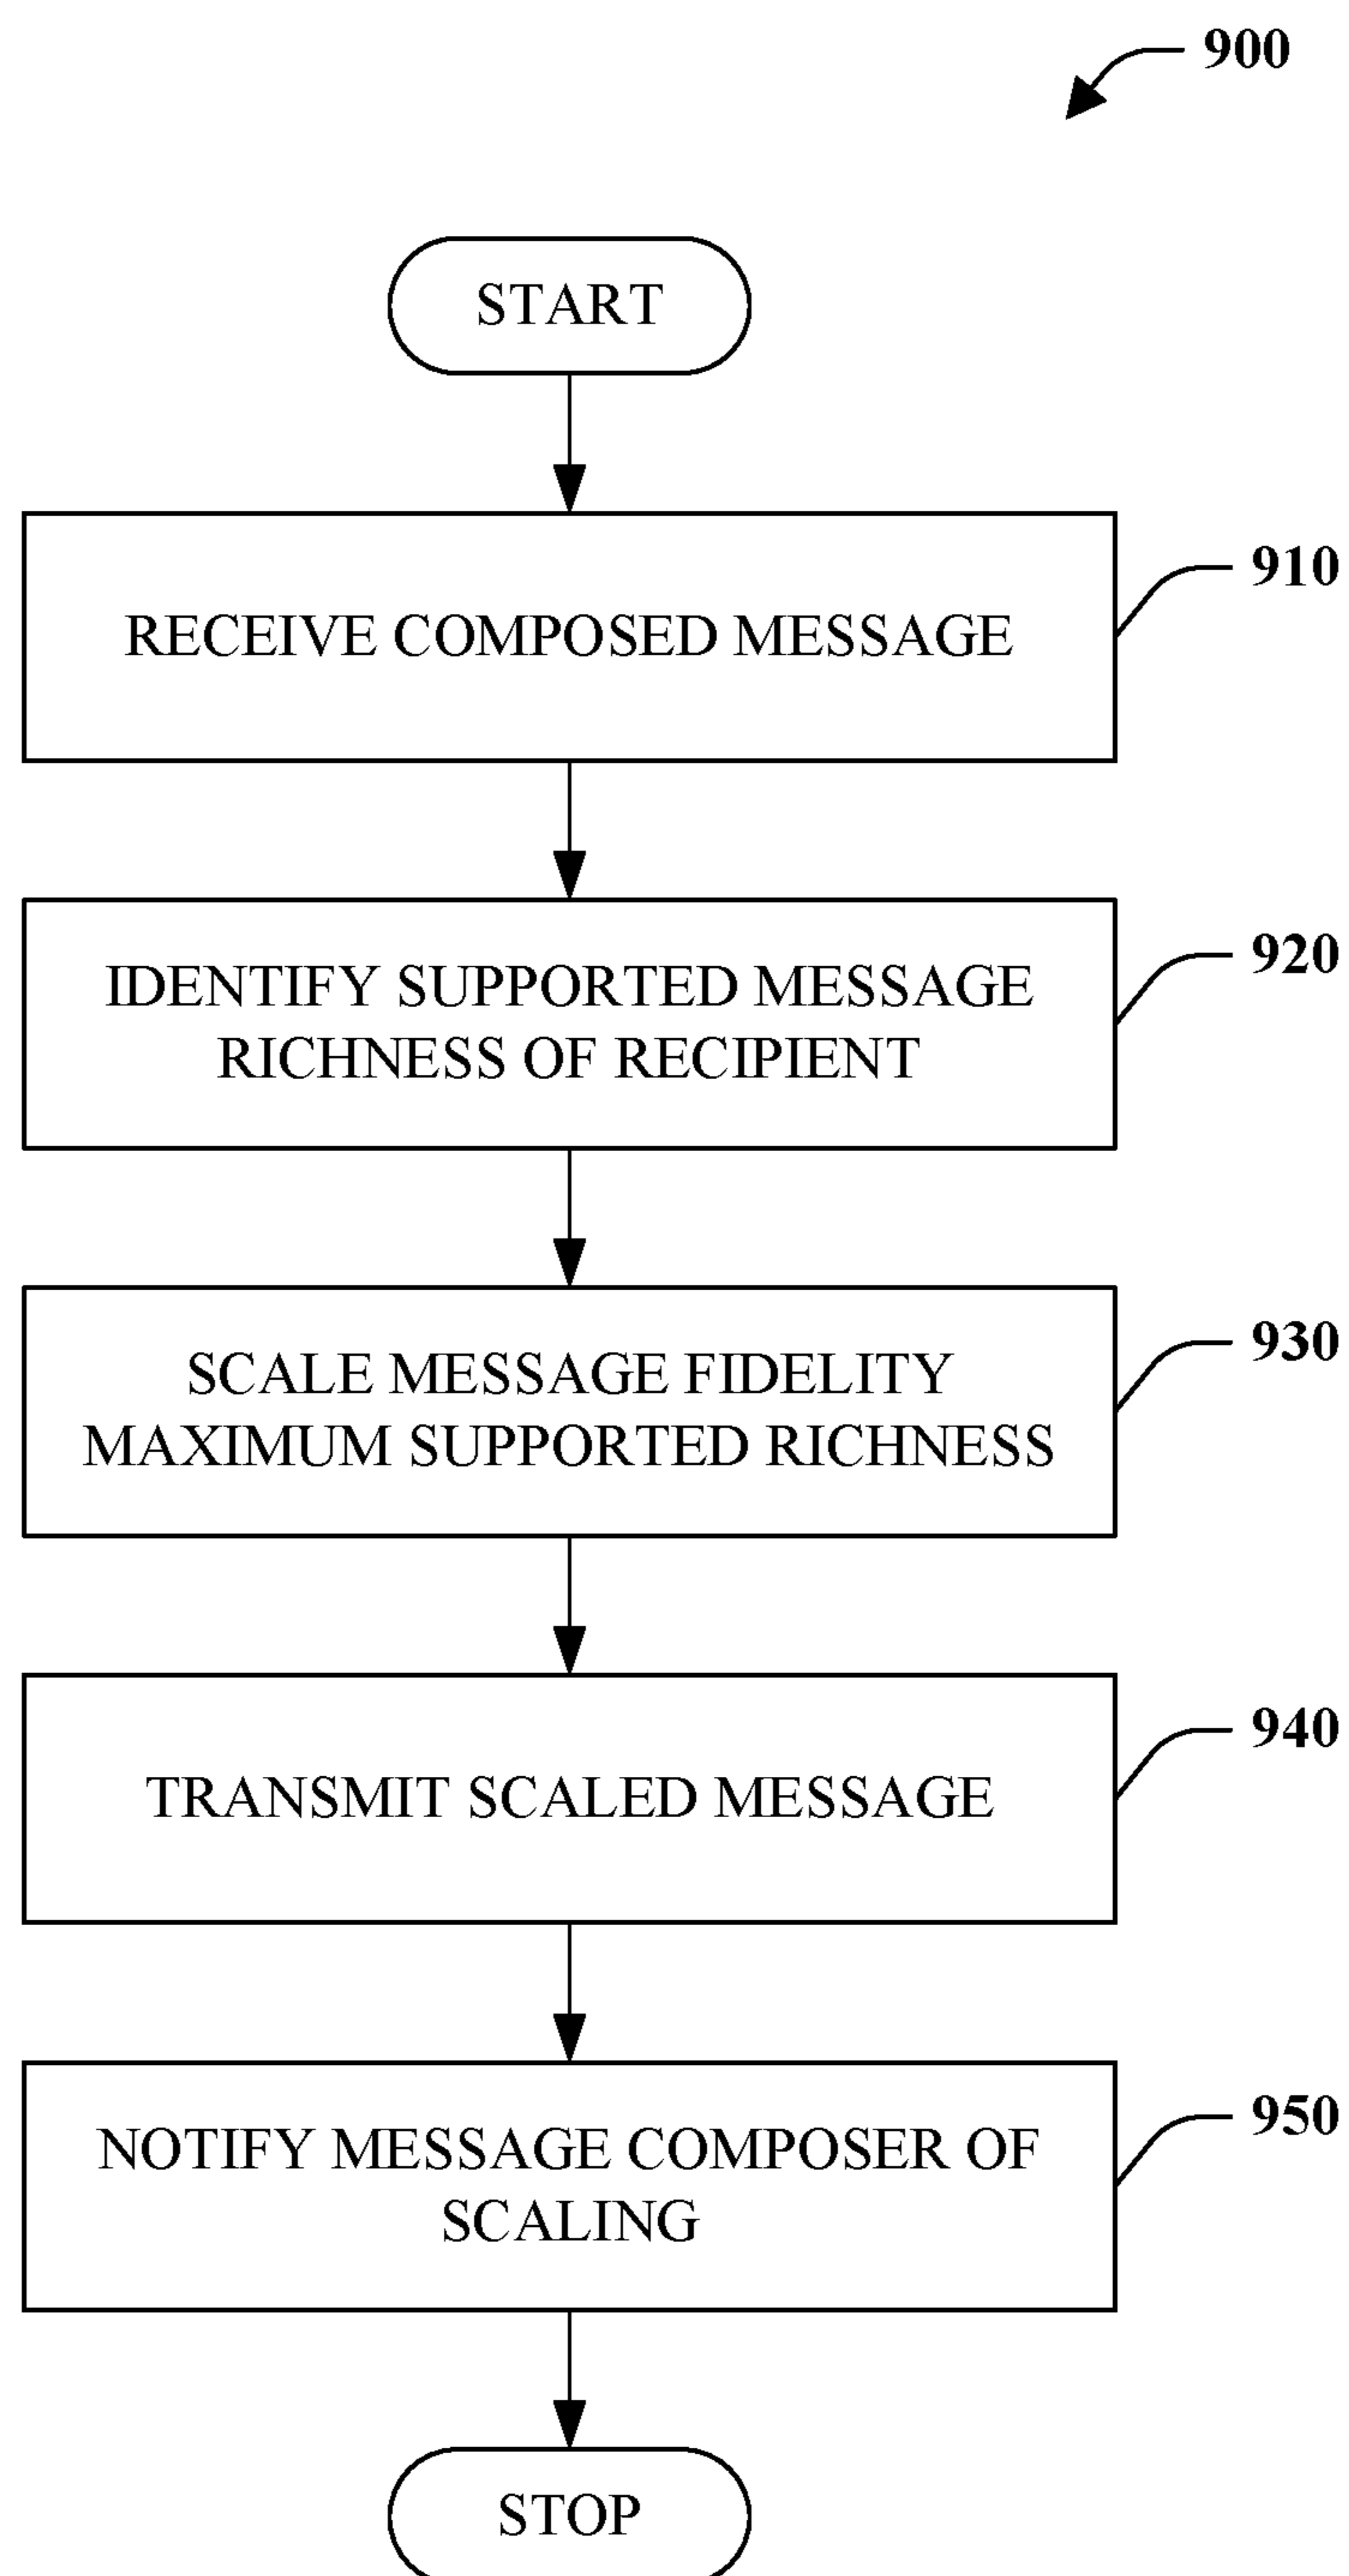 900
START
RECEIVE COMPOSED MESSAGE
910
IDENTIFY SUPPORTED MESSAGE
RICHNESS OF RECIPIENT
920
SCALE MESSAGE FIDELITY
MAXIMUM SUPPORTED RICHNESS
930
TRANSMIT SCALED MESSAGE
940
NOTIFY MESSAGE COMPOSER OF
SCALING
950
STOP